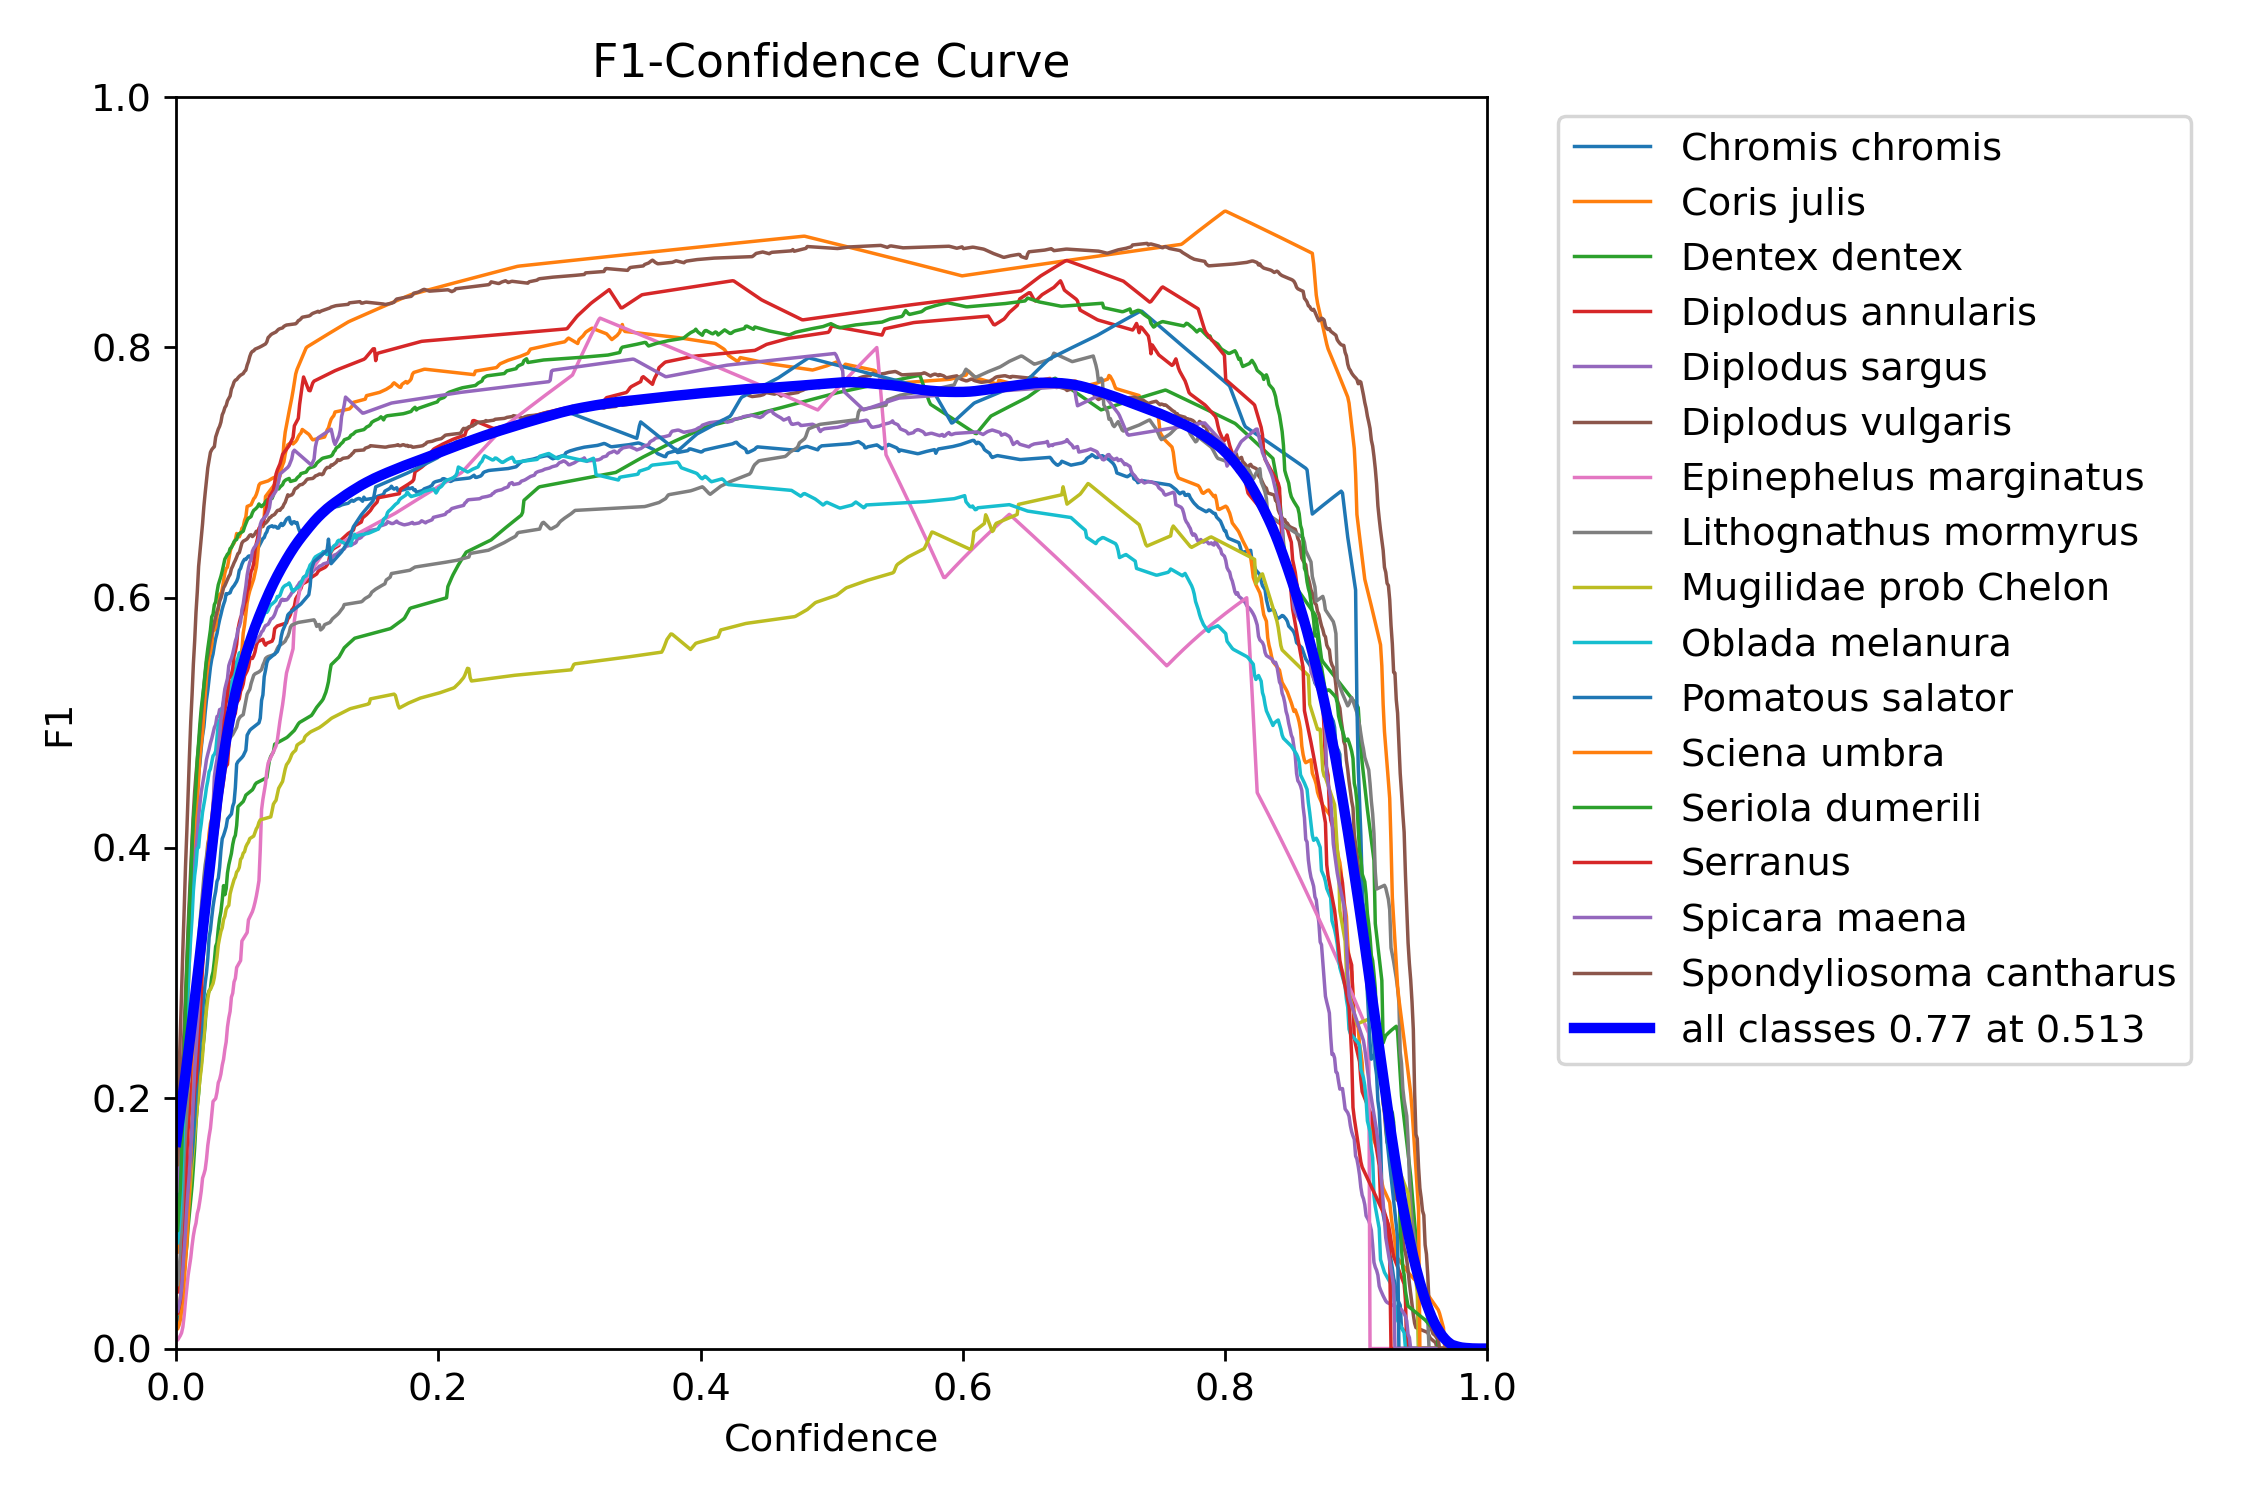 F1-Confidence Curve
1.0
0.8
0.6
0.4
0.2
0.0
F1
0.0 0.2 0.4 0.6 0.8 1.0
Confidence
Chromis chromis
Coris julis
Dentex dentex
Diplodus annularis
Diplodus sargus
Diplodus vulgaris
Epinephelus marginatus
Lithognathus mormyrus
Mugilidae prob Chelon
Oblada melanura
Pomatous salator
Sciena umbra
Seriola dumerili
Serranus
Spicara maena
Spondyliosoma cantharus
all classes 0.77 at 0.513